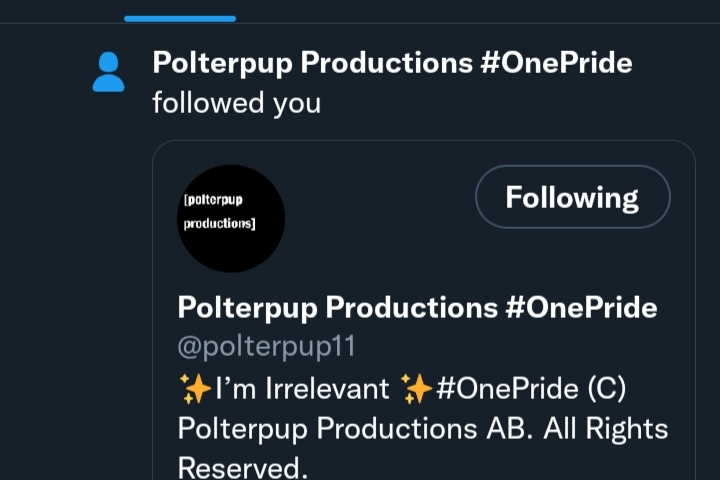 Polterpup Productions #OnePride
followed you
[polterpup
productions]
Following
Polterpup Productions #OnePride
@polterpup11
✨I’m Irrelevant ✨#OnePride (C)
Polterpup Productions AB. All Rights
Reserved.